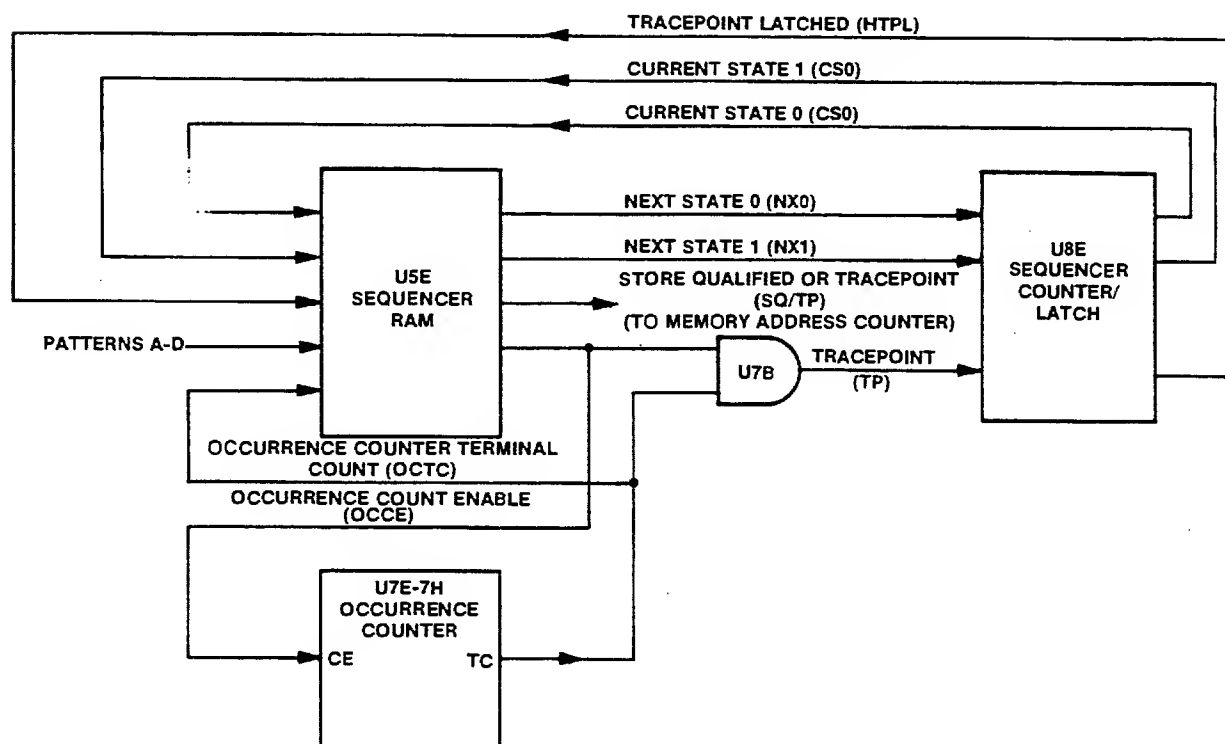 TRACEPOINT LATCHED (HTPL)
CURRENT STATE 1 (CS0)
CURRENT STATE 0 (CS0)
U5E
SEQUENCER
RAM
NEXT STATE 0 (NX0)
NEXT STATE 1 (NX1)
STORE QUALIFIED OR TRACEPOINT
(SQ/TP)
(TO MEMORY ADDRESS COUNTER)
U8E
SEQUENCER
COUNTER/
LATCH
PATTERNS A-D
U7B
TRACEPOINT
(TP)
OCCURRENCE COUNTER TERMINAL
COUNT (OCTC)
OCCURRENCE COUNT ENABLE
(OCCE)
U7E-7H
OCCURRENCE
COUNTER
CE
TC